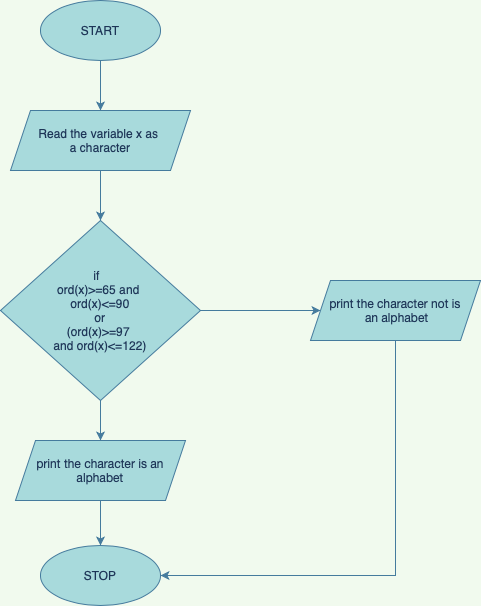 START
Read the variable x as
a character
if
ord(x)>=65 and
ord(x)<=90
or
(ord(x)>=97
and ord(x)<=122)
print the character not is
an alphabet
print the character is an
alphabet
STOP